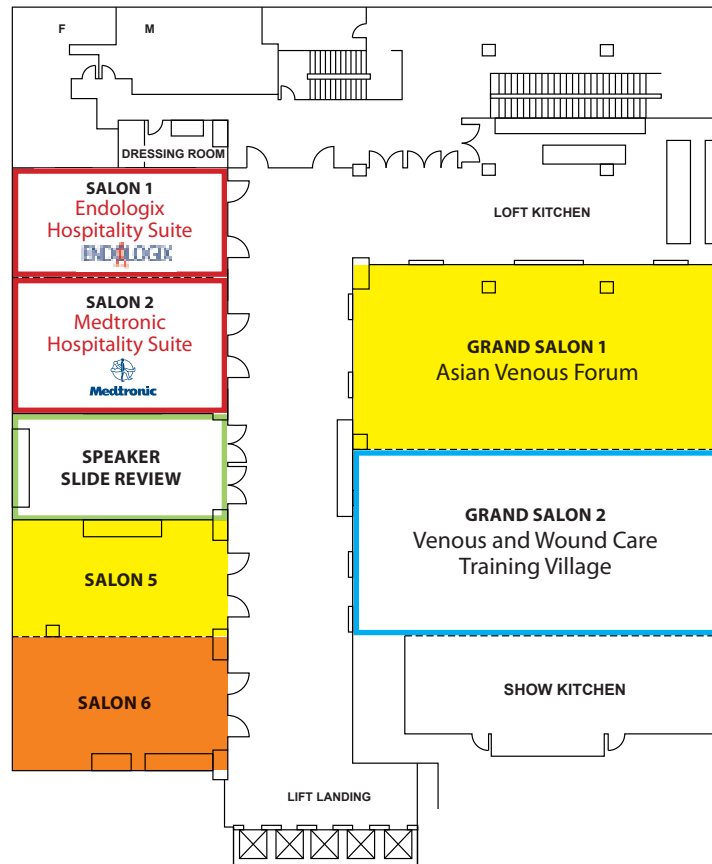 F
M
DRESSING ROOM
SALON 1
Endologix
Hospitality Suite
ENDOLOGIX
SALON 2
Medtronic
Hospitality Suite
Medtronic
SPEAKER
SLIDE REVIEW
SALON 5
SALON 6
LOFT KITCHEN
GRAND SALON 1
Asian Venous Forum
GRAND SALON 2
Venous and Wound Care
Training Village
SHOW KITCHEN
LIFT LANDING